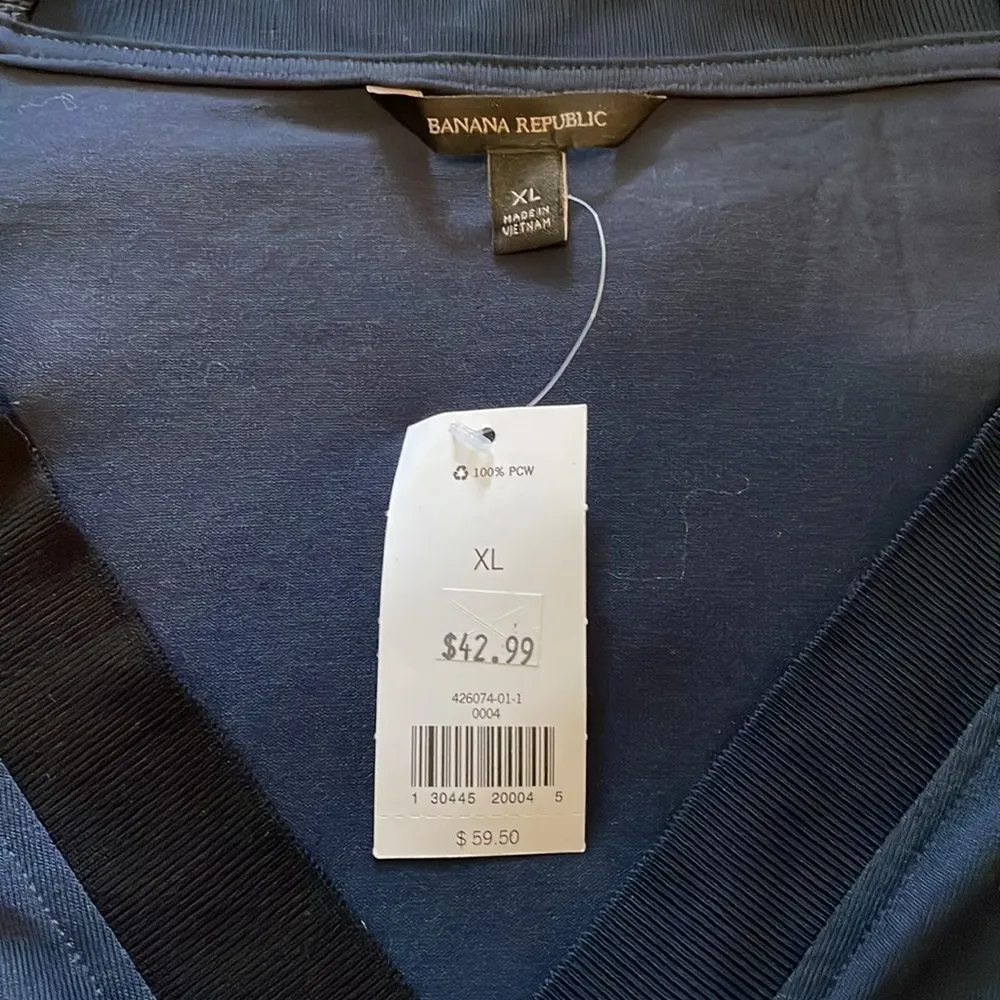 BANANA REPUBLIC
XL
MADE IN
VIETNAM
100% PCW
XL
$42.99
426074-01-1
0004
1 30445 20004 5
$ 59.50